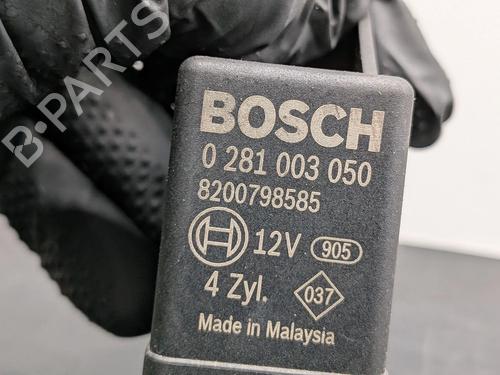 B-PARTS
BOSCH
0 281 003 050
8200798585
12V 905
4 Zyl. 037
Made in Malaysia